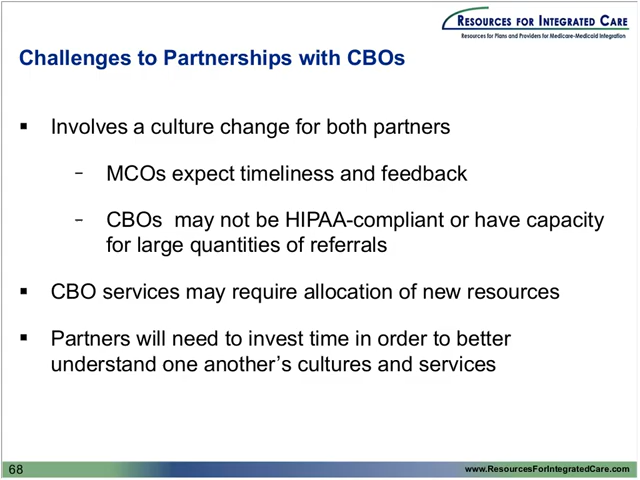 RESOURCES FOR INTEGRATED CARE
Resources for Plans and Providers for Medicare-Medicaid Integration
Challenges to Partnerships with CBOs
▪ Involves a culture change for both partners
– MCOs expect timeliness and feedback
– CBOs may not be HIPAA-compliant or have capacity
for large quantities of referrals
▪ CBO services may require allocation of new resources
▪ Partners will need to invest time in order to better
understand one another’s cultures and services
68
www.ResourcesForIntegratedCare.com